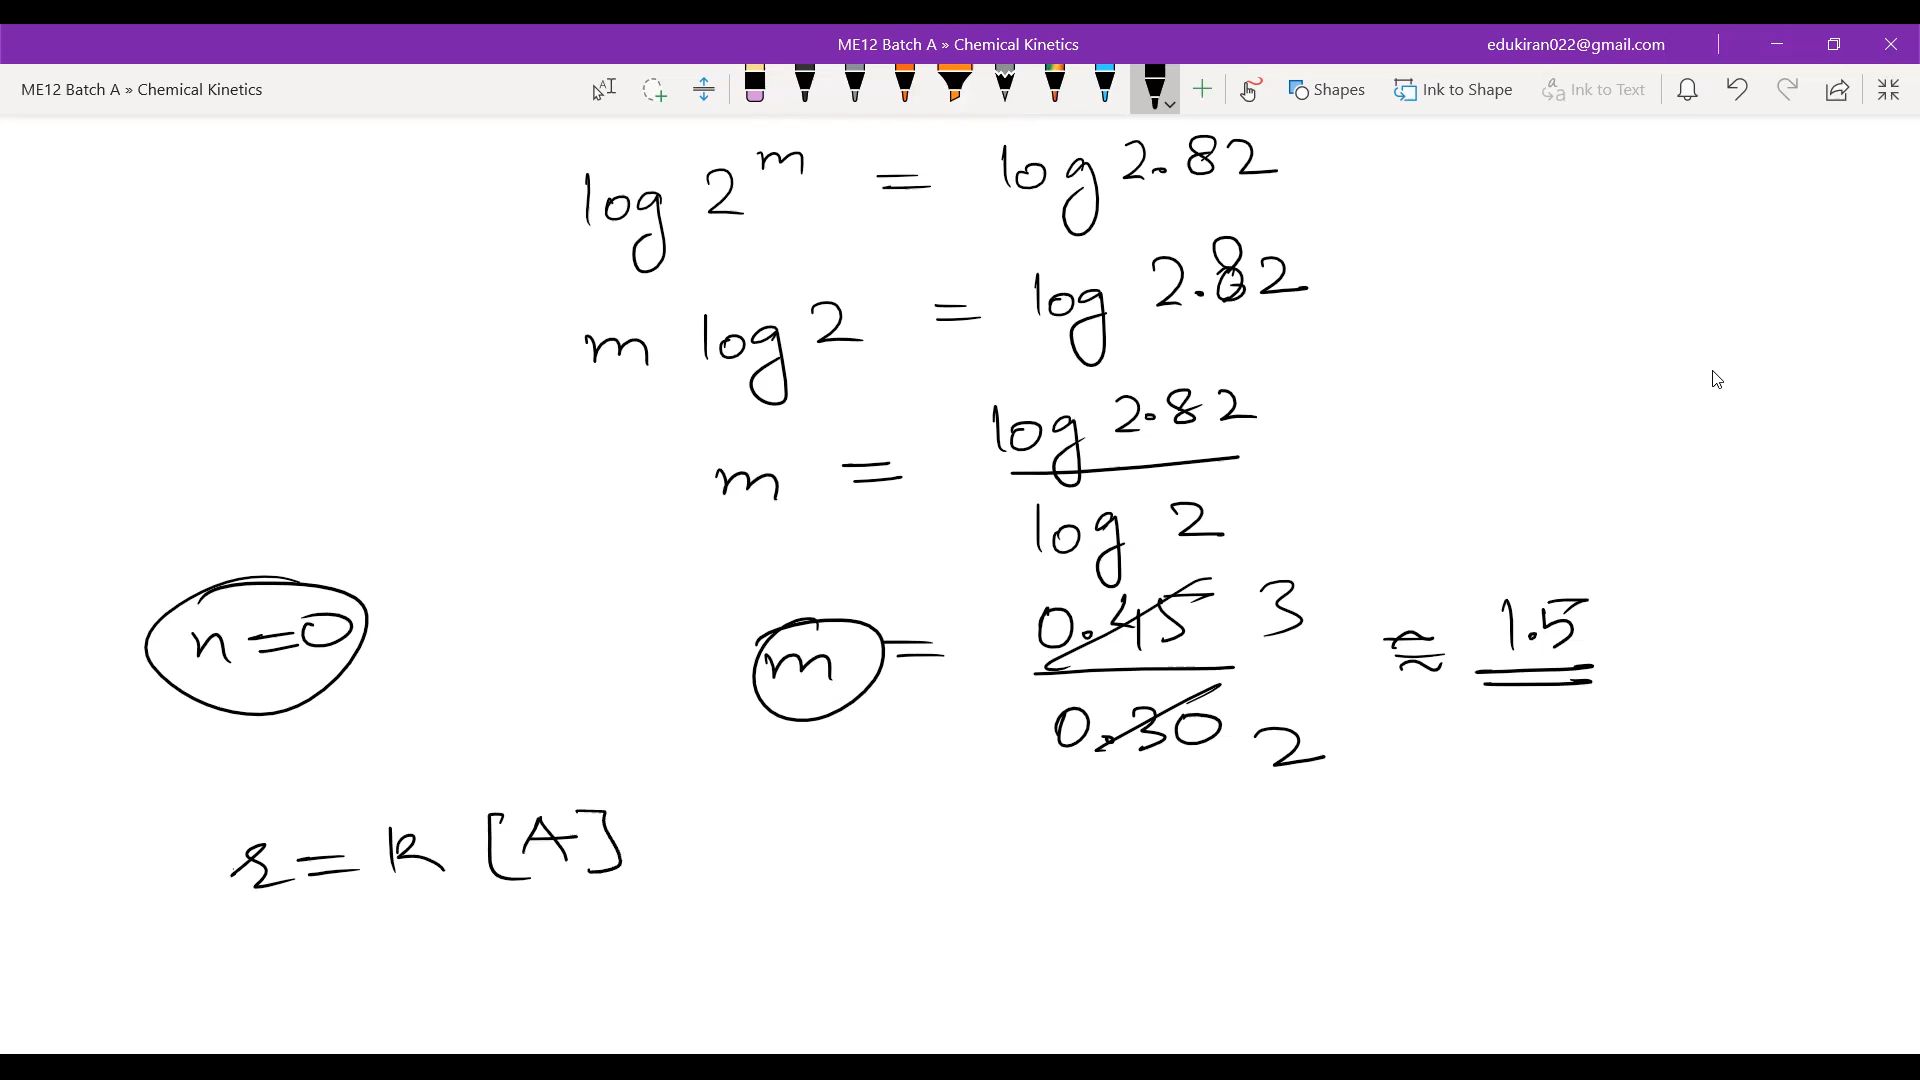 ME12 Batch A » Chemical Kinetics
edukiran022@gmail.com
ME12 Batch A » Chemical Kinetics
Shapes
Ink to Shape
Ink to Text
log 2^m = log 2.82
m log 2 = log 2.82
m = log 2.82 / log 2
n=0
m = 0.45 / 0.30 3 / 2 ≈ 1.5
r = k [A]